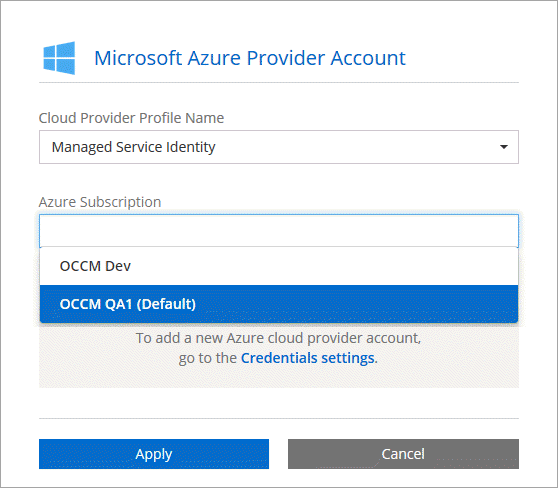 Microsoft Azure Provider Account
Cloud Provider Profile Name
Managed Service Identity
Azure Subscription
OCCM Dev
OCCM QA1 (Default)
To add a new Azure cloud provider account,
go to the Credentials settings.
Apply
Cancel